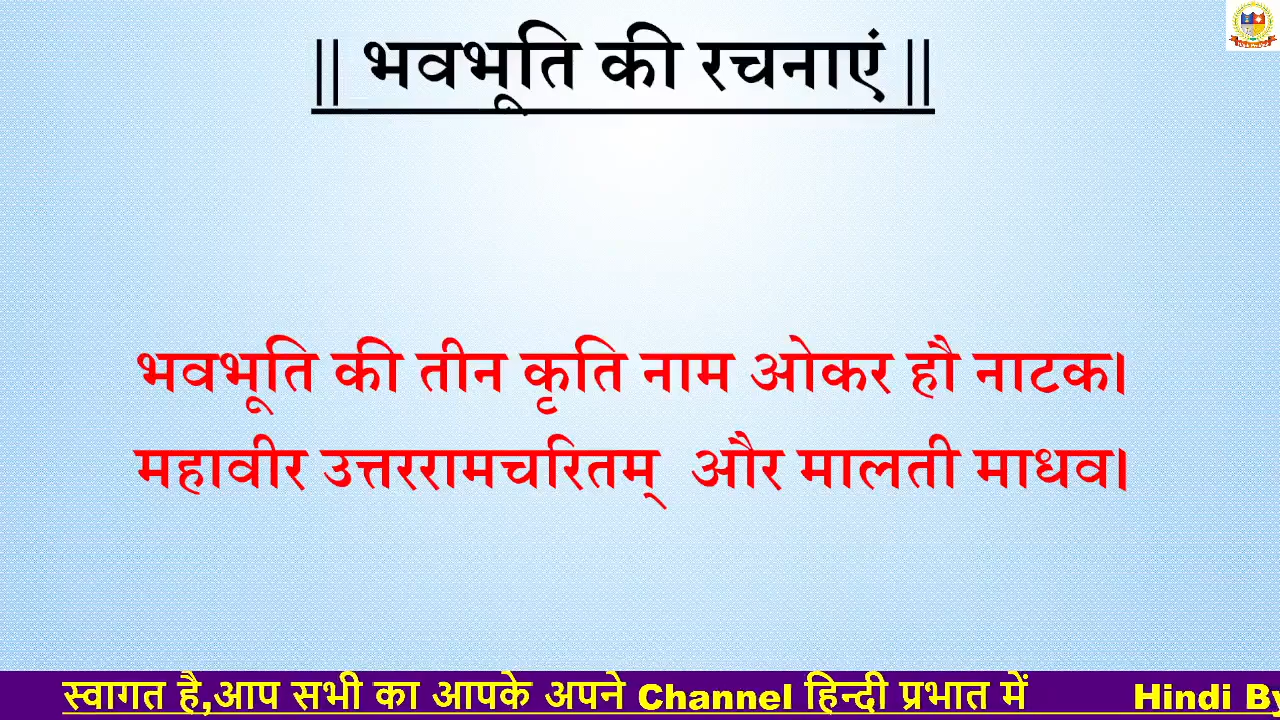 || भवभूति की रचनाएं ||
भवभूति की तीन कृति नाम ओकर हौ नाटक।
महावीर उत्तररामचरितम् और मालती माधव।
स्वागत है,आप सभी का आपके अपने Channel हिन्दी प्रभात में Hindi By